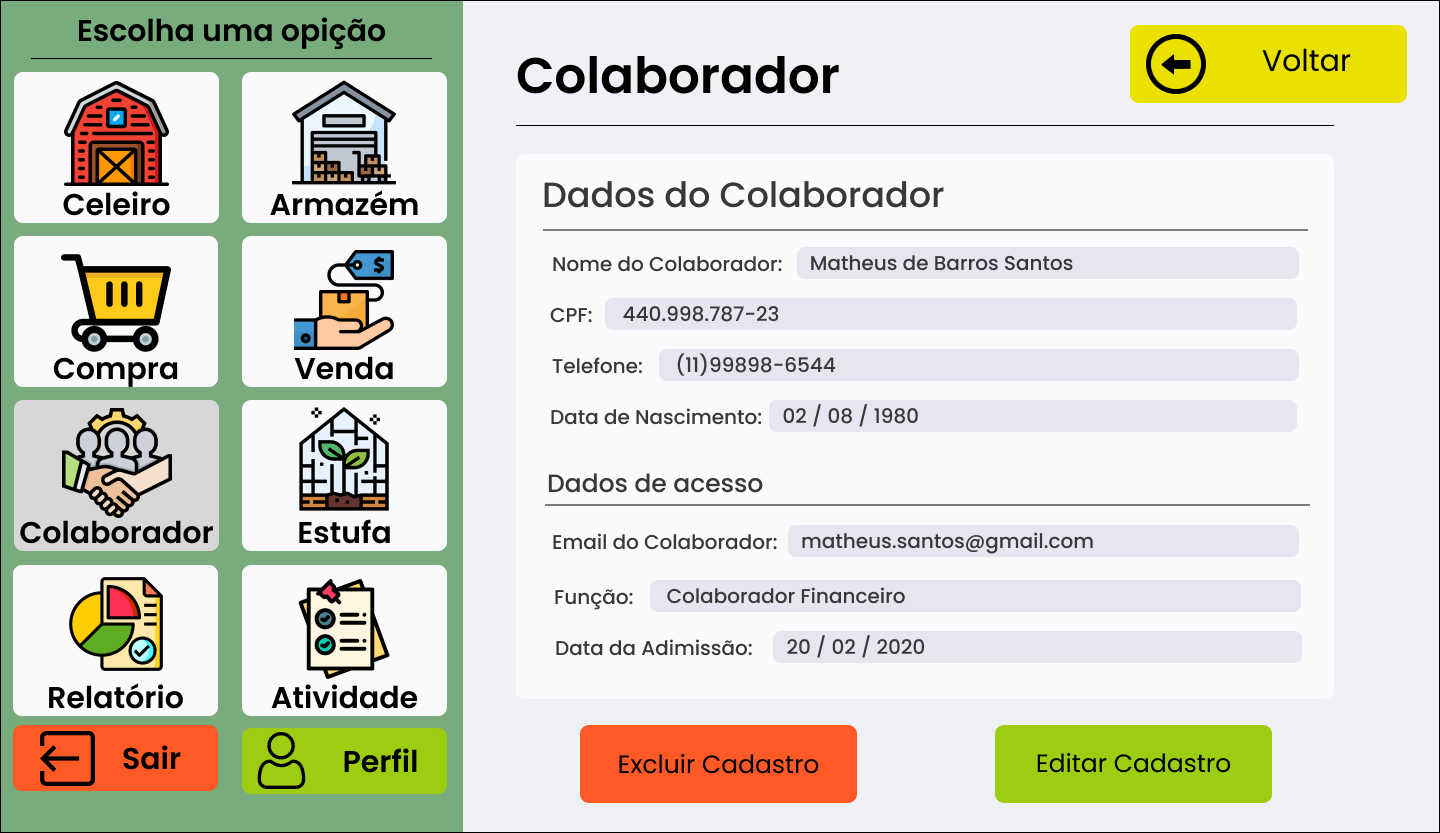 Escolha uma opição
Celeiro
Armazém
Compra
Venda
Colaborador
Estufa
Relatório
Atividade
Sair
Perfil
Colaborador
Voltar
Dados do Colaborador
Nome do Colaborador: Matheus de Barros Santos
CPF: 440.998.787-23
Telefone: (11)99898-6544
Data de Nascimento: 02 / 08 / 1980
Dados de acesso
Email do Colaborador: matheus.santos@gmail.com
Função: Colaborador Financeiro
Data da Adimissão: 20 / 02 / 2020
Excluir Cadastro
Editar Cadastro